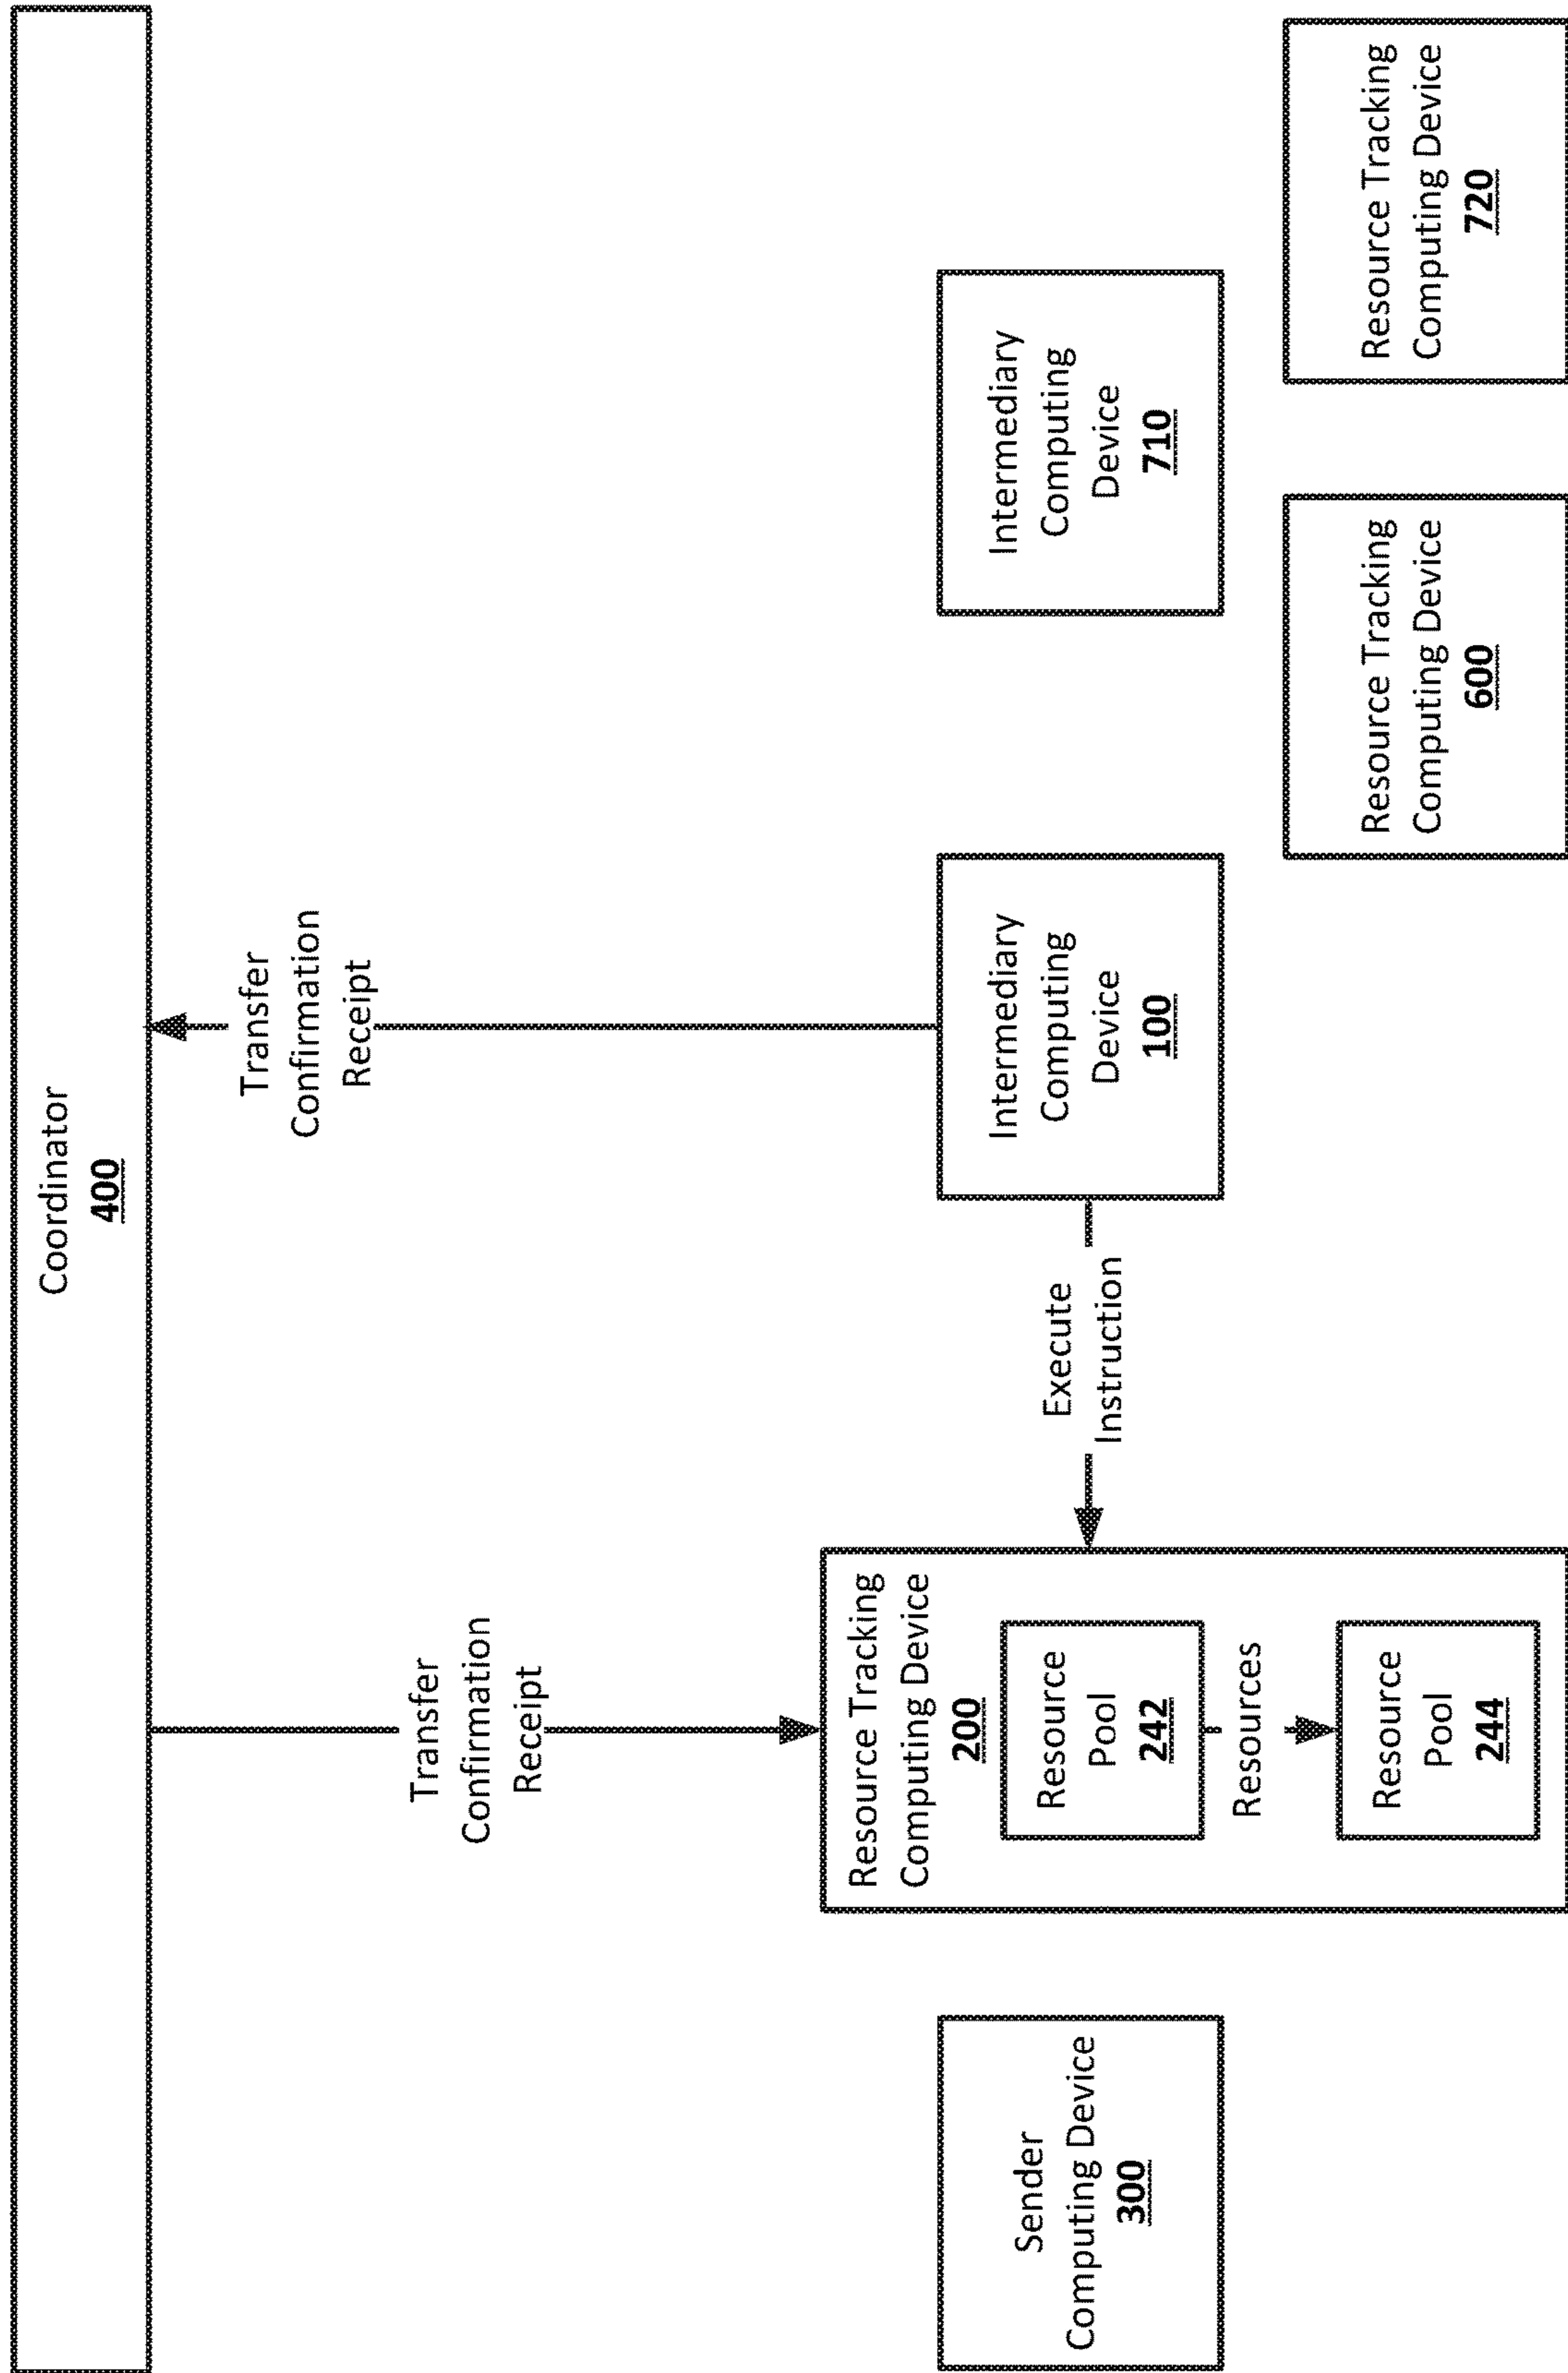 Coordinator
400
Transfer
Confirmation
Receipt
Transfer
Confirmation
Receipt
Sender
Computing Device
300
Resource Tracking
Computing Device
200
Resource
Pool
242
Resources
Resource
Pool
244
Execute
Instruction
Intermediary
Computing
Device
100
Intermediary
Computing
Device
710
Resource Tracking
Computing Device
600
Resource Tracking
Computing Device
720